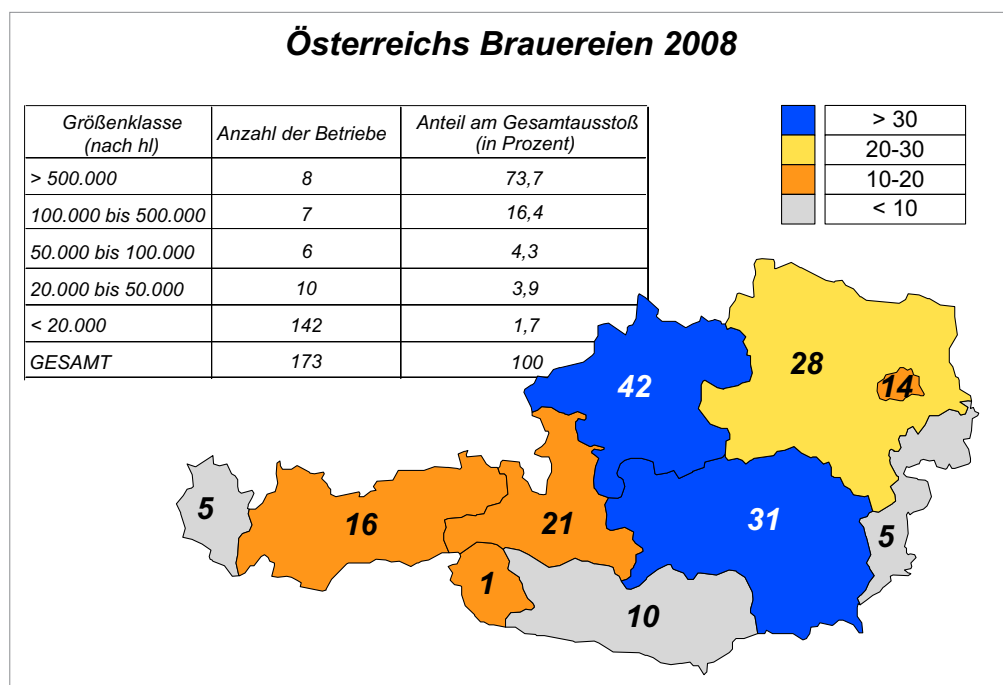 Österreichs Brauereien 2008
Größenklasse
(nach hl)
Anzahl der Betriebe
Anteil am Gesamtausstoß
(in Prozent)
> 500.000 8 73,7
100.000 bis 500.000 7 16,4
50.000 bis 100.000 6 4,3
20.000 bis 50.000 10 3,9
< 20.000 142 1,7
GESAMT 173 100
> 30
20-30
10-20
< 10
42
28
14
5
16
21
31
5
1
10